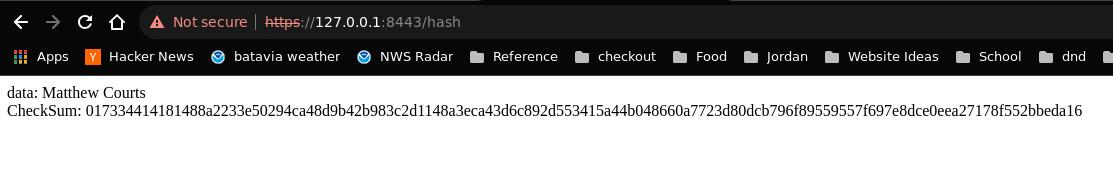 Not secure | https://127.0.0.1:8443/hash
Apps Y Hacker News batavia weather NWS Radar Reference checkout Food Jordan Website Ideas School dnd
data: Matthew Courts
CheckSum: 017334414181488a2233e50294ca48d9b42b983c2d1148a3eca43d6c892d553415a44b048660a7723d80dcb796f89559557f697e8dce0eea27178f552bbeda16